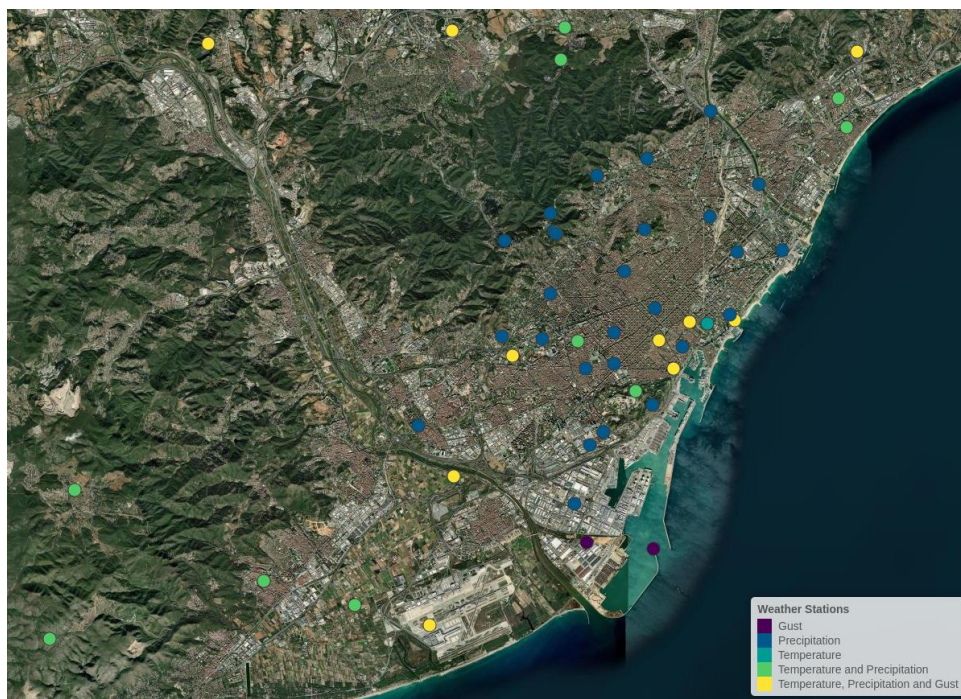 Weather Stations
Gust
Precipitation
Temperature
Temperature and Precipitation
Temperature, Precipitation and Gust